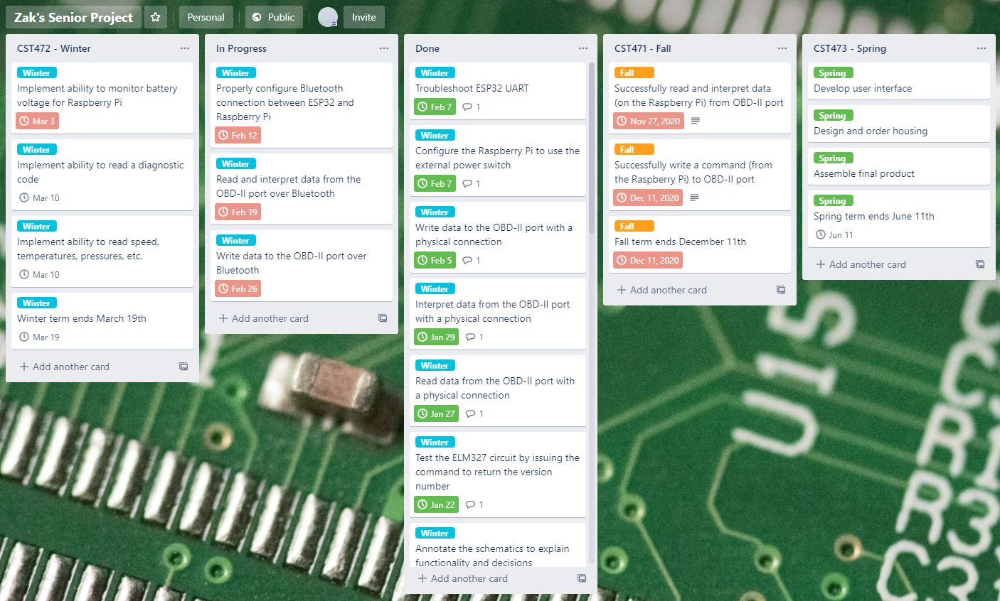 Zak's Senior Project
Personal
Public
Invite
CST472 - Winter
Winter
Implement ability to monitor battery
voltage for Raspberry Pi
Mar 3
Winter
Implement ability to read a diagnostic
code
Mar 10
Winter
Implement ability to read speed,
temperatures, pressures, etc.
Mar 10
Winter
Winter term ends March 19th
Mar 19
Add another card
In Progress
Winter
Properly configure Bluetooth
connection between ESP32 and
Raspberry Pi
Feb 12
Winter
Read and interpret data from the
OBD-II port over Bluetooth
Feb 19
Winter
Write data to the OBD-II port over
Bluetooth
Feb 26
Add another card
Done
Winter
Troubleshoot ESP32 UART
Feb 7
1
Winter
Configure the Raspberry Pi to use the
external power switch
Feb 7
1
Winter
Write data to the OBD-II port with a
physical connection
Feb 5
1
Winter
Interpret data from the OBD-II port
with a physical connection
Jan 29
1
Winter
Read data from the OBD-II port with
a physical connection
Jan 27
1
Winter
Test the ELM327 circuit by issuing the
command to return the version
number
Jan 22
1
Winter
Annotate the schematics to explain
functionality and decisions
Add another card
CST471 - Fall
Fall
Successfully read and interpret data
(on the Raspberry Pi) from OBD-II port
Nov 27, 2020
Fall
Successfully write a command (from
the Raspberry Pi) to OBD-II port
Dec 11, 2020
Fall
Fall term ends December 11th
Dec 11, 2020
Add another card
CST473 - Spring
Spring
Develop user interface
Spring
Design and order housing
Spring
Assemble final product
Spring
Spring term ends June 11th
Jun 11
Add another card
U15